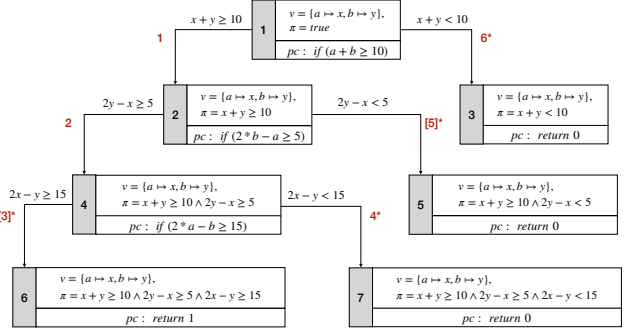 x + y ≥ 10
1
1
v = {a ↦ x, b ↦ y},
π = true
pc : if (a + b ≥ 10)
x + y < 10
6*
2y − x ≥ 5
2
2
v = {a ↦ x, b ↦ y},
π = x + y ≥ 10
pc : if (2 * b − a ≥ 5)
2y − x < 5
[5]*
3
v = {a ↦ x, b ↦ y},
π = x + y < 10
pc : return 0
2x − y ≥ 15
3]*
4
v = {a ↦ x, b ↦ y},
π = x + y ≥ 10 ∧ 2y − x ≥ 5
pc : if (2 * a − b ≥ 15)
2x − y < 15
4*
5
v = {a ↦ x, b ↦ y},
π = x + y ≥ 10 ∧ 2y − x < 5
pc : return 0
6
v = {a ↦ x, b ↦ y},
π = x + y ≥ 10 ∧ 2y − x ≥ 5 ∧ 2x − y ≥ 15
pc : return 1
7
v = {a ↦ x, b ↦ y},
π = x + y ≥ 10 ∧ 2y − x ≥ 5 ∧ 2x − y < 15
pc : return 0